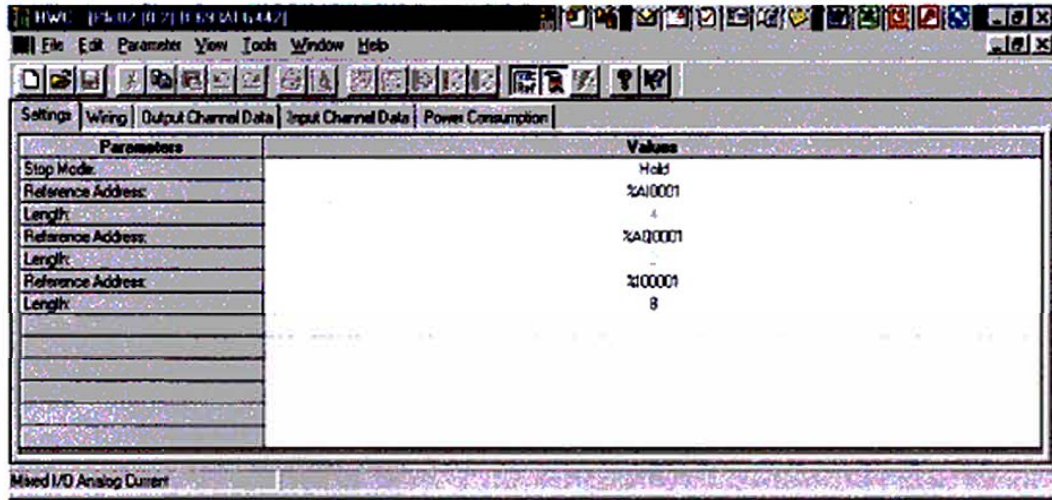 HWC
File Edit Parameter View Tools Window Help
Settings Wiring Output Channel Data Input Channel Data Power Consumption
Parameters Values
Stop Mode: Hold
Reference Address: %AI0001
Length: 4
Reference Address: %AQ0001
Length:
Reference Address: %I00001
Length: 8
Mixed I/O Analog Current